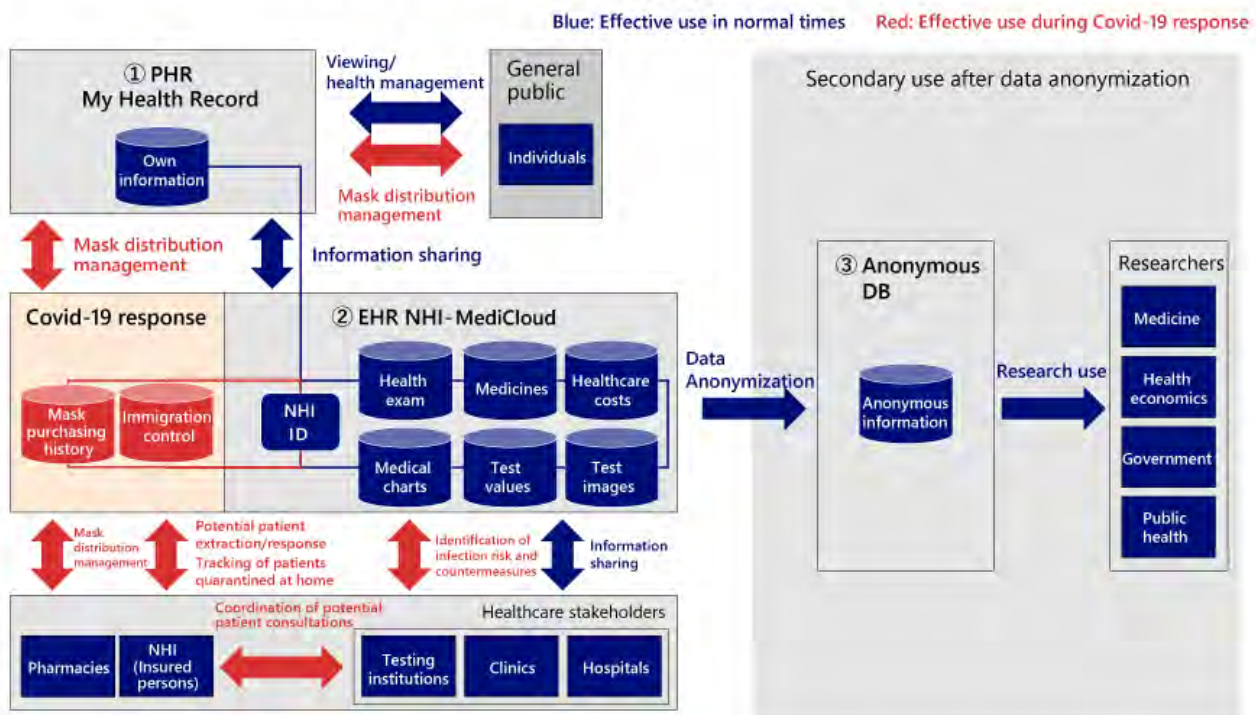 Blue: Effective use in normal times
Red: Effective use during Covid-19 response
① PHR
My Health Record
Own
information
Viewing/
health management
Mask distribution
management
General
public
Individuals
Secondary use after data anonymization
Mask distribution
management
Information sharing
Covid-19 response
Mask
purchasing
history
Immigration
control
② EHR NHI-MediCloud
NHI
ID
Health
exam
Medicines
Healthcare
costs
Medical
charts
Test
values
Test
images
Data
Anonymization
③ Anonymous
DB
Anonymous
information
Research use
Researchers
Medicine
Health
economics
Government
Public
health
Mask
distribution
management
Potential patient
extraction/response
Tracking of patients
quarantined at home
Identification of
infection risk and
countermeasures
Information
sharing
Coordination of potential
patient consultations
Healthcare stakeholders
Pharmacies
NHI
(Insured
persons)
Testing
institutions
Clinics
Hospitals